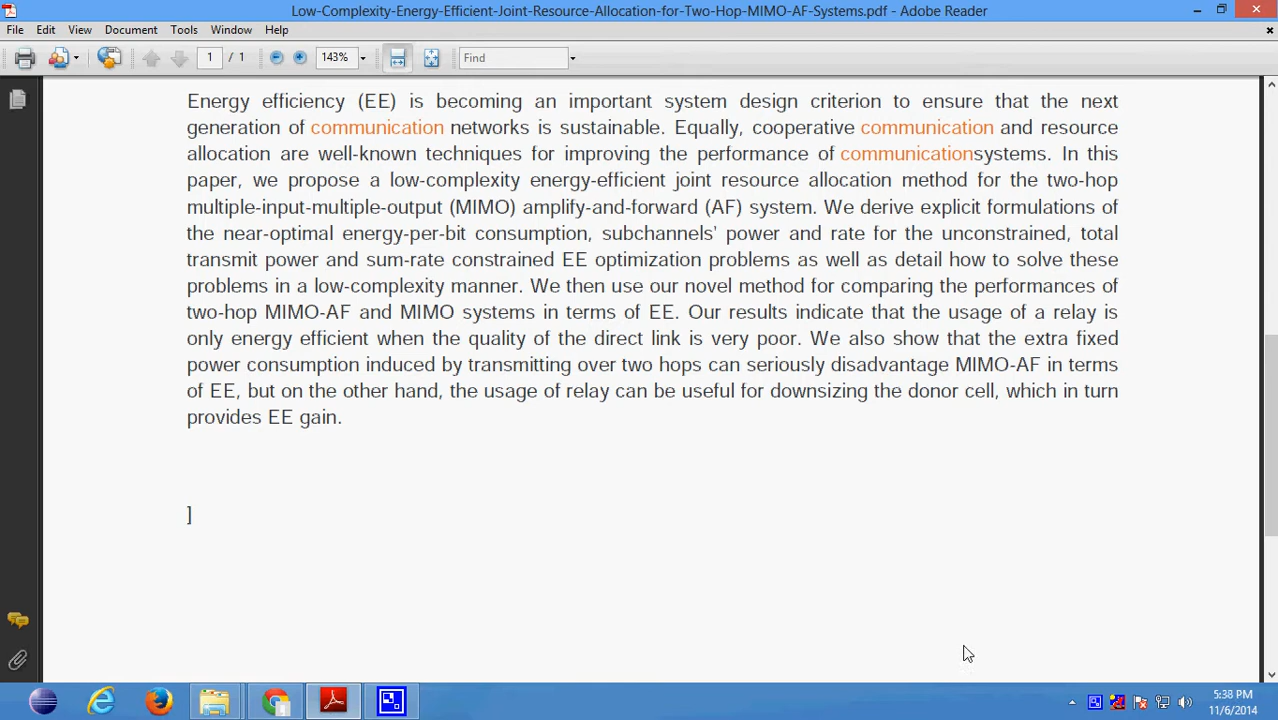 Low-Complexity-Energy-Efficient-Joint-Resource-Allocation-for-Two-Hop-MIMO-AF-Systems.pdf - Adobe Reader
File Edit View Document Tools Window Help
1 / 1 143% Find
Energy efficiency (EE) is becoming an important system design criterion to ensure that the next
generation of communication networks is sustainable. Equally, cooperative communication and resource
allocation are well-known techniques for improving the performance of communicationsystems. In this
paper, we propose a low-complexity energy-efficient joint resource allocation method for the two-hop
multiple-input-multiple-output (MIMO) amplify-and-forward (AF) system. We derive explicit formulations of
the near-optimal energy-per-bit consumption, subchannels' power and rate for the unconstrained, total
transmit power and sum-rate constrained EE optimization problems as well as detail how to solve these
problems in a low-complexity manner. We then use our novel method for comparing the performances of
two-hop MIMO-AF and MIMO systems in terms of EE. Our results indicate that the usage of a relay is
only energy efficient when the quality of the direct link is very poor. We also show that the extra fixed
power consumption induced by transmitting over two hops can seriously disadvantage MIMO-AF in terms
of EE, but on the other hand, the usage of relay can be useful for downsizing the donor cell, which in turn
provides EE gain.
]
5:38 PM
11/6/2014